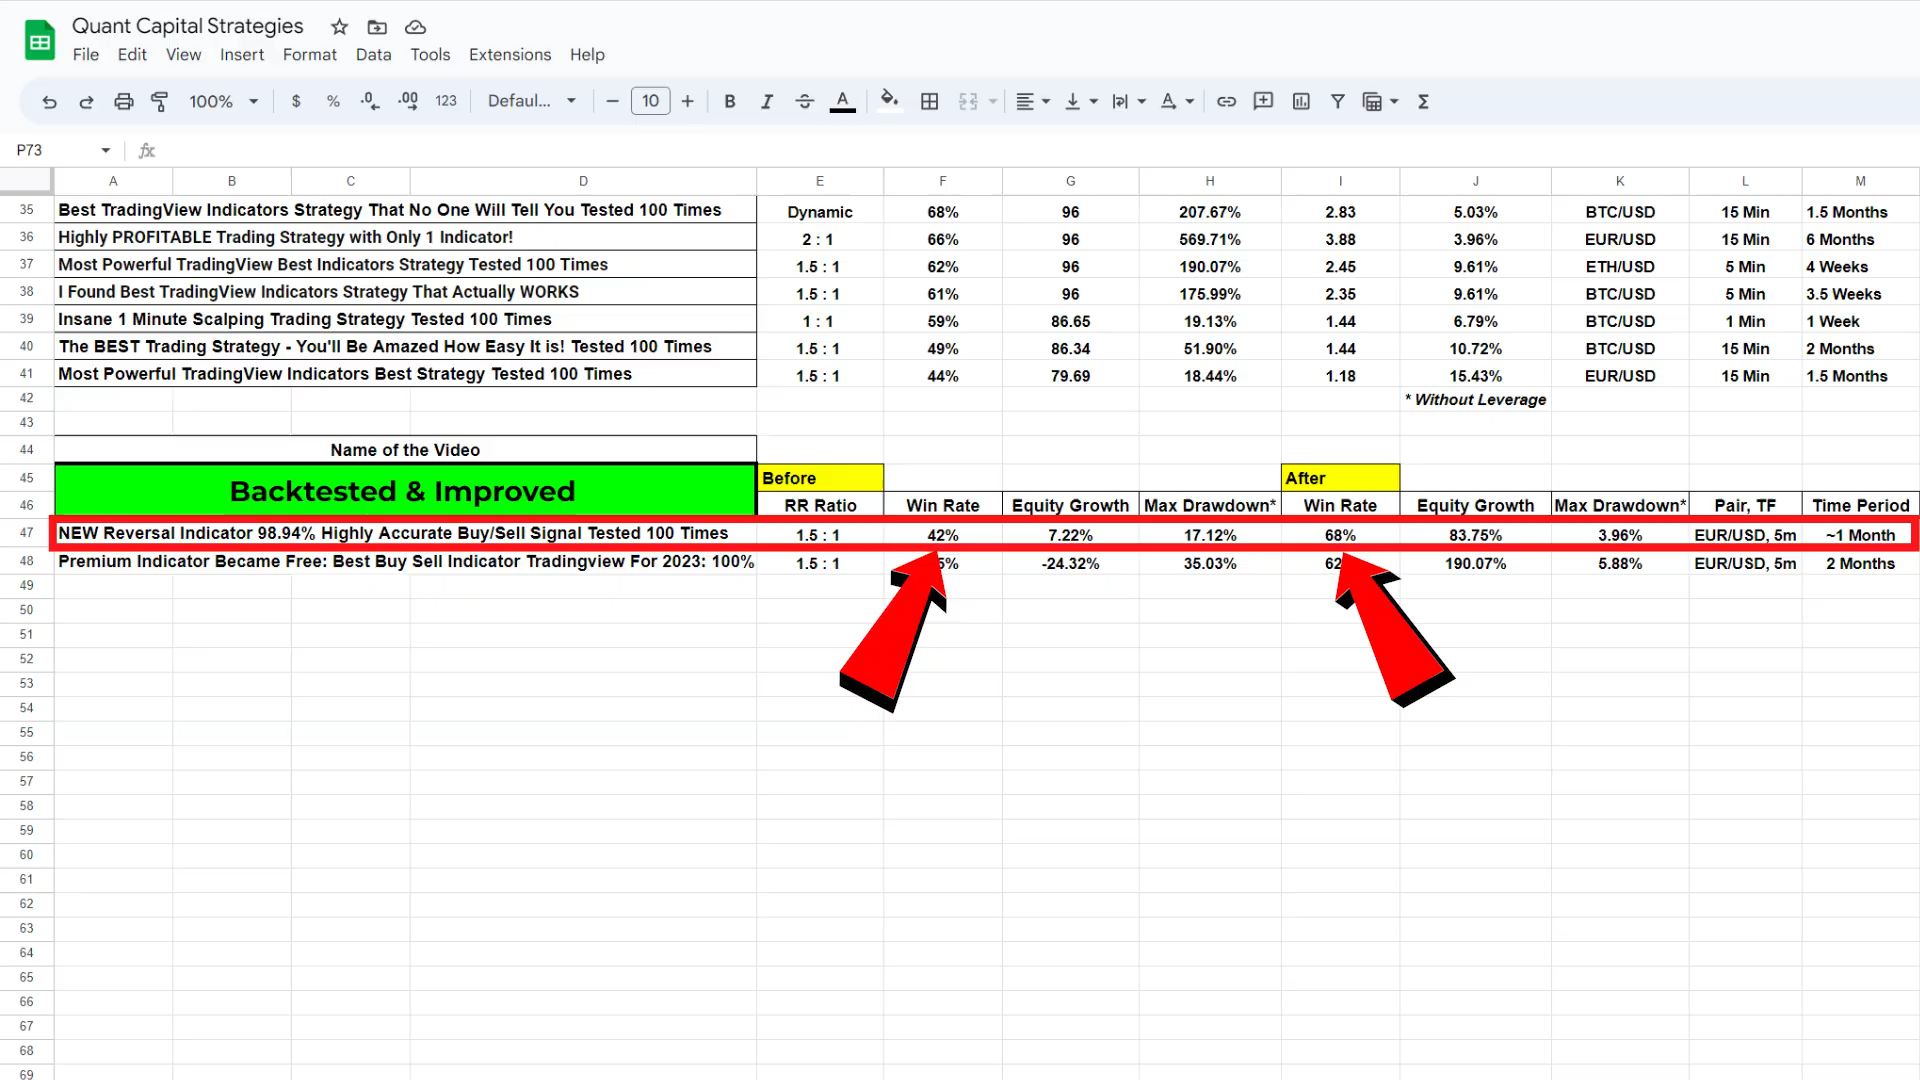 Quant Capital Strategies
File Edit View Insert Format Data Tools Extensions Help
100% $ % .0 .00 123 Defaul... 10 B I A Σ
P73 fx
A B C D E F G H I J K L M
35 Best TradingView Indicators Strategy That No One Will Tell You Tested 100 Times Dynamic 68% 96 207.67% 2.83 5.03% BTC/USD 15 Min 1.5 Months
36 Highly PROFITABLE Trading Strategy with Only 1 Indicator! 2 : 1 66% 96 569.71% 3.88 3.96% EUR/USD 15 Min 6 Months
37 Most Powerful TradingView Best Indicators Strategy Tested 100 Times 1.5 : 1 62% 96 190.07% 2.45 9.61% ETH/USD 5 Min 4 Weeks
38 I Found Best TradingView Indicators Strategy That Actually WORKS 1.5 : 1 61% 96 175.99% 2.35 9.61% BTC/USD 5 Min 3.5 Weeks
39 Insane 1 Minute Scalping Trading Strategy Tested 100 Times 1 : 1 59% 86.65 19.13% 1.44 6.79% BTC/USD 1 Min 1 Week
40 The BEST Trading Strategy - You'll Be Amazed How Easy It is! Tested 100 Times 1.5 : 1 49% 86.34 51.90% 1.44 10.72% BTC/USD 15 Min 2 Months
41 Most Powerful TradingView Indicators Best Strategy Tested 100 Times 1.5 : 1 44% 79.69 18.44% 1.18 15.43% EUR/USD 15 Min 1.5 Months
42 * Without Leverage
43
44 Name of the Video
45 Before After
Backtested & Improved
46 RR Ratio Win Rate Equity Growth Max Drawdown* Win Rate Equity Growth Max Drawdown* Pair, TF Time Period
47 NEW Reversal Indicator 98.94% Highly Accurate Buy/Sell Signal Tested 100 Times 1.5 : 1 42% 7.22% 17.12% 68% 83.75% 3.96% EUR/USD, 5m ~1 Month
48 Premium Indicator Became Free: Best Buy Sell Indicator Tradingview For 2023: 100% 1.5 : 1 -24.32% 35.03% 190.07% 5.88% EUR/USD, 5m 2 Months
49
50
51
52
53
54
55
56
57
58
59
60
61
62
63
64
65
66
67
68
69